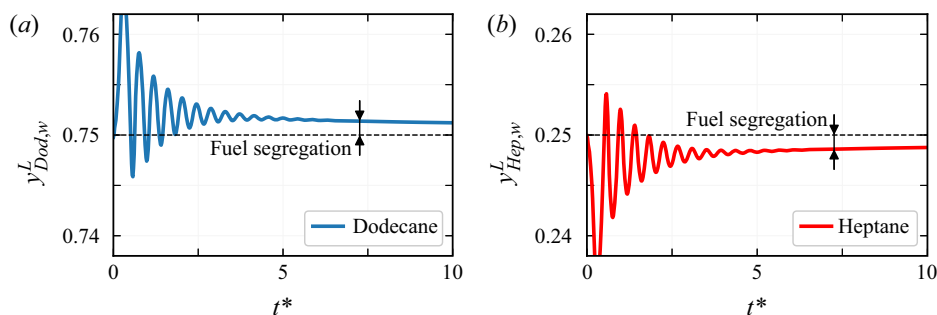 (a)
0.76
0.75
0.74
y^L_{Dod,w}
Fuel segregation
Dodecane
0
5
10
t*
(b)
0.26
0.25
0.24
y^L_{Hep,w}
Fuel segregation
Heptane
0
5
10
t*